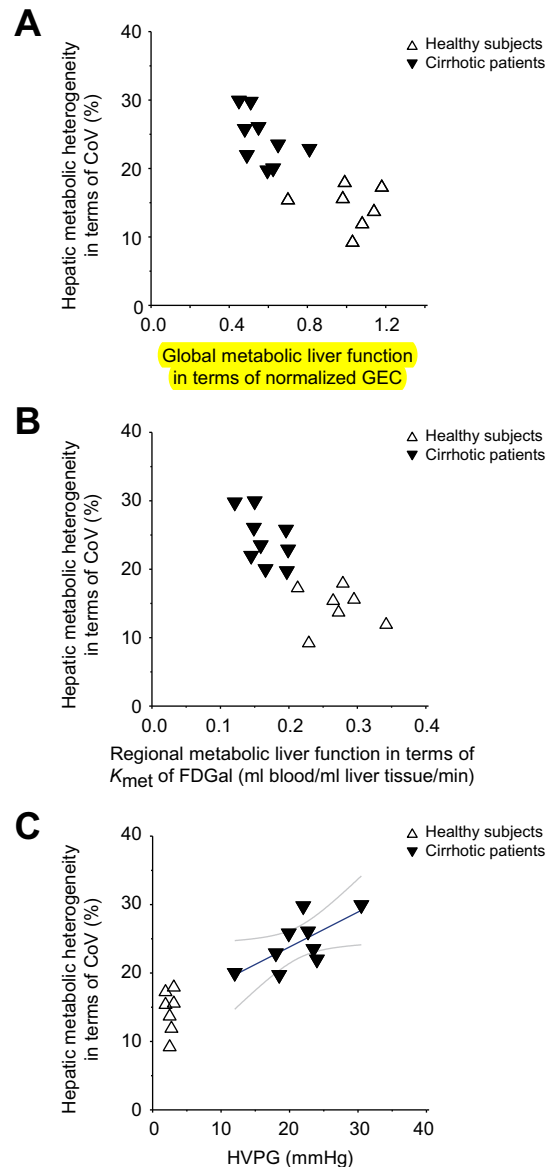 A
Hepatic metabolic heterogeneity
in terms of CoV (%)
40
30
20
10
0
0.0 0.4 0.8 1.2
Global metabolic liver function
in terms of normalized GEC
△ Healthy subjects
▼ Cirrhotic patients
B
Hepatic metabolic heterogeneity
in terms of CoV (%)
40
30
20
10
0
0.0 0.1 0.2 0.3 0.4
Regional metabolic liver function in terms of
Kmet of FDGal (ml blood/ml liver tissue/min)
△ Healthy subjects
▼ Cirrhotic patients
C
Hepatic metabolic heterogeneity
in terms of CoV (%)
40
30
20
10
0
0 10 20 30 40
HVPG (mmHg)
△ Healthy subjects
▼ Cirrhotic patients